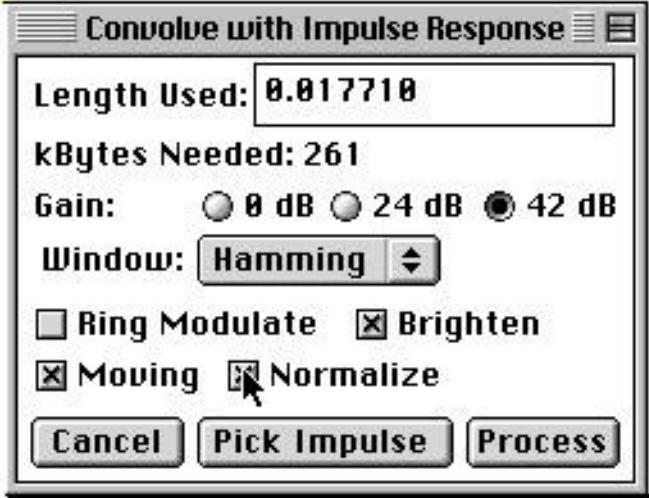 Convolve with Impulse Response
Length Used: 0.017710
kBytes Needed: 261
Gain: 0 dB 24 dB 42 dB
Window: Hamming
Ring Modulate Brighten
Moving Normalize
Cancel Pick Impulse Process